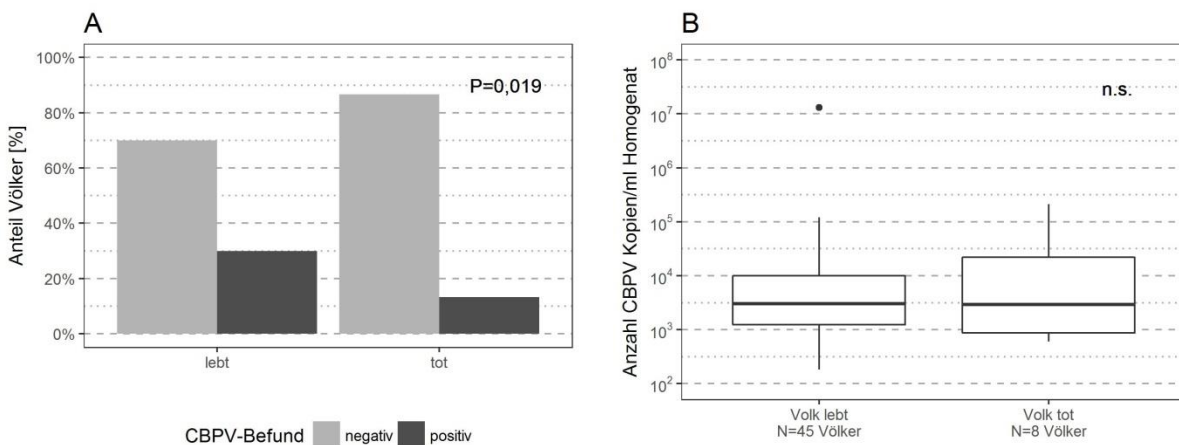 A
Anteil Völker [%]
100%
80%
60%
40%
20%
0%
P=0,019
lebt
tot
CBPV-Befund negativ positiv
B
Anzahl CBPV Kopien/ml Homogenat
10⁸
10⁷
10⁶
10⁵
10⁴
10³
10²
n.s.
Volk lebt
N=45 Völker
Volk tot
N=8 Völker